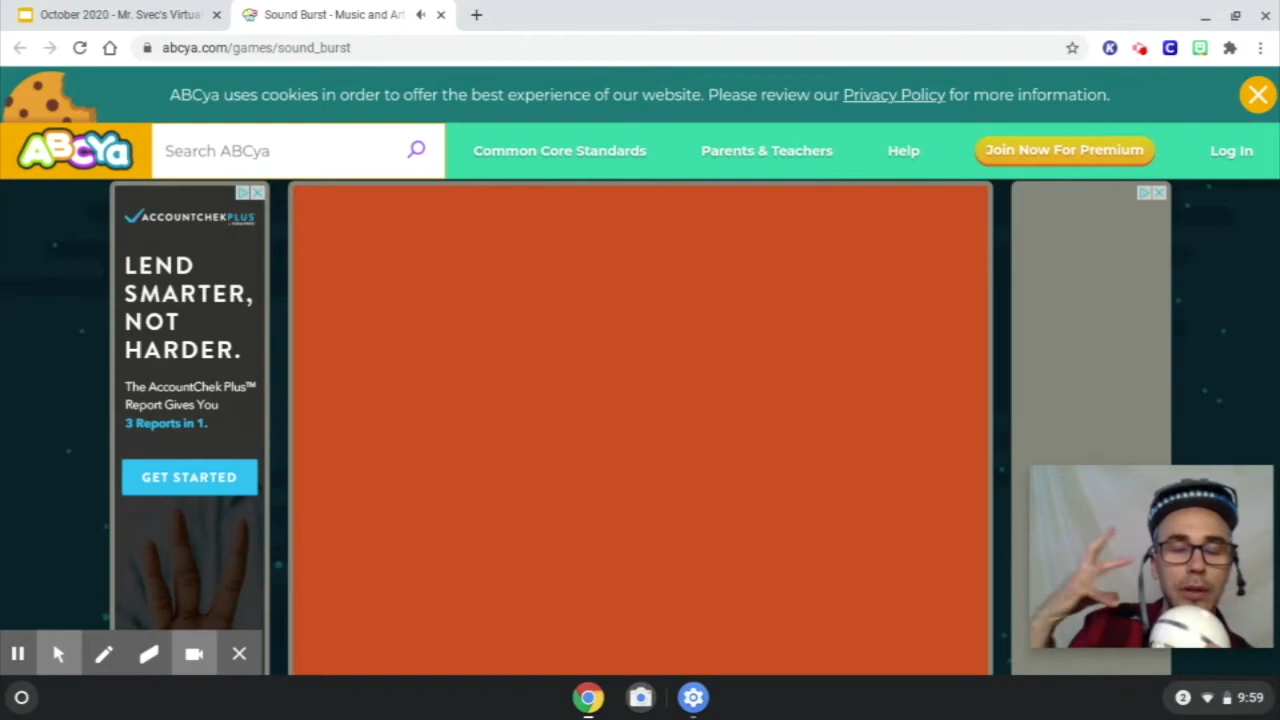 October 2020 - Mr. Svec's Virtua
Sound Burst - Music and Art
abcya.com/games/sound_burst
ABCya uses cookies in order to offer the best experience of our website. Please review our Privacy Policy for more information.
ABCYa
Search ABCya
Common Core Standards
Parents & Teachers
Help
Join Now For Premium
Log In
ACCOUNTCHEKPLUS
LEND
SMARTER,
NOT
HARDER.
The AccountChek Plus™
Report Gives You
3 Reports in 1.
GET STARTED
2
9:59